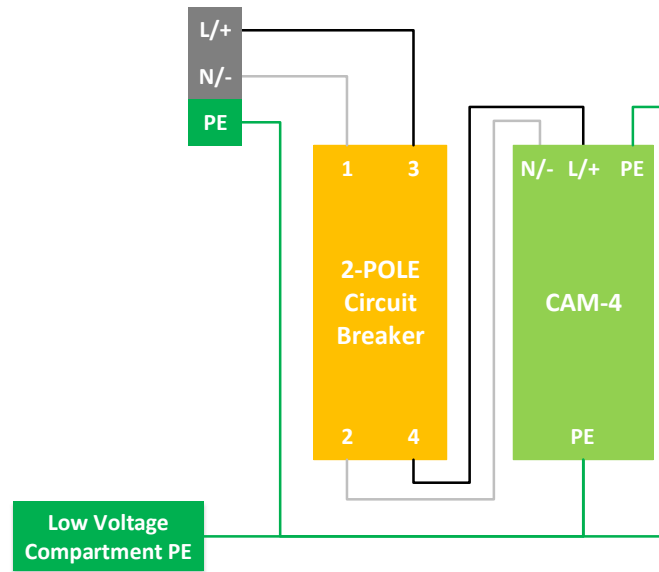 L/+
N/-
PE
1 3
N/- L/+ PE
2-POLE
Circuit
Breaker
CAM-4
2 4
PE
Low Voltage
Compartment PE